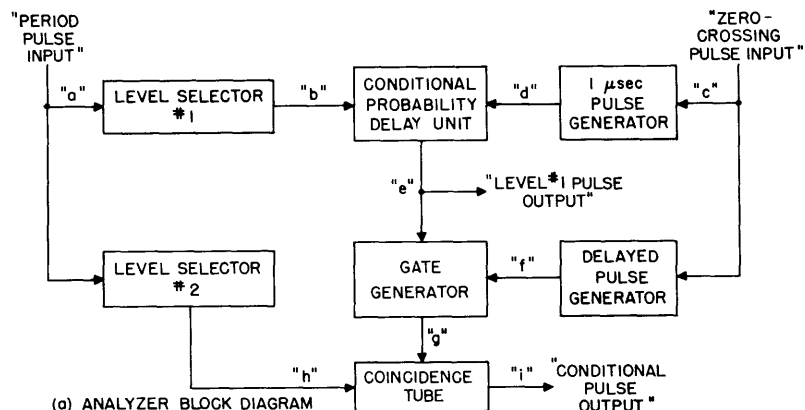 "PERIOD
PULSE
INPUT"
"ZERO-
CROSSING
PULSE INPUT"
"a"
LEVEL SELECTOR
#1
"b"
CONDITIONAL
PROBABILITY
DELAY UNIT
"d"
1 μsec
PULSE
GENERATOR
"c"
"e"
"LEVEL #1 PULSE
OUTPUT"
LEVEL SELECTOR
#2
GATE
GENERATOR
"f"
DELAYED
PULSE
GENERATOR
"g"
"h"
COINCIDENCE
TUBE
"i"
"CONDITIONAL
PULSE
OUTPUT"
(a) ANALYZER BLOCK DIAGRAM